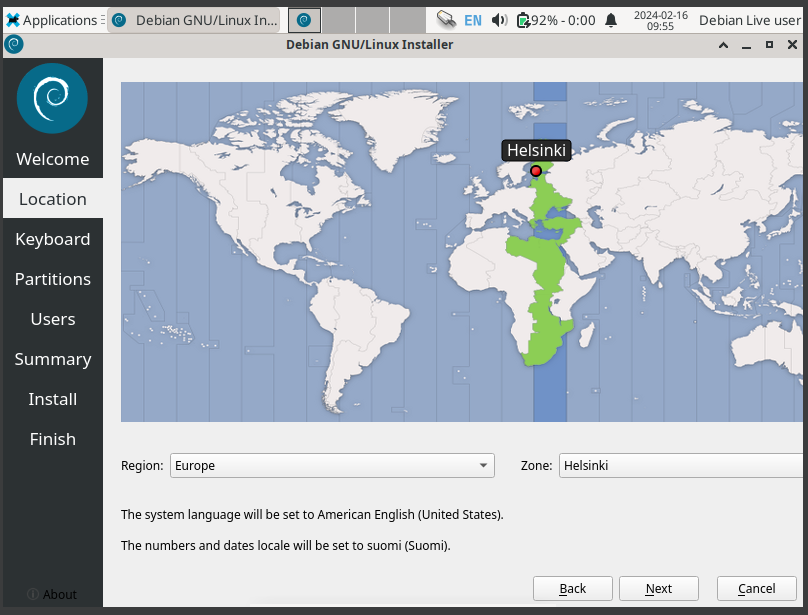 Applications
Debian GNU/Linux In...
EN
92% - 0:00
2024-02-16
09:55
Debian Live user
Debian GNU/Linux Installer
Welcome
Location
Keyboard
Partitions
Users
Summary
Install
Finish
About
Helsinki
Region: Europe
Zone: Helsinki
The system language will be set to American English (United States).
The numbers and dates locale will be set to suomi (Suomi).
Back
Next
Cancel